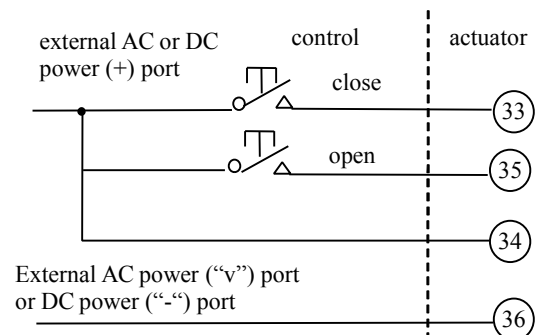 external AC or DC control actuator
power (+) port
close
33
open
35
34
External AC power (“v”) port
or DC power (“-“) port
36